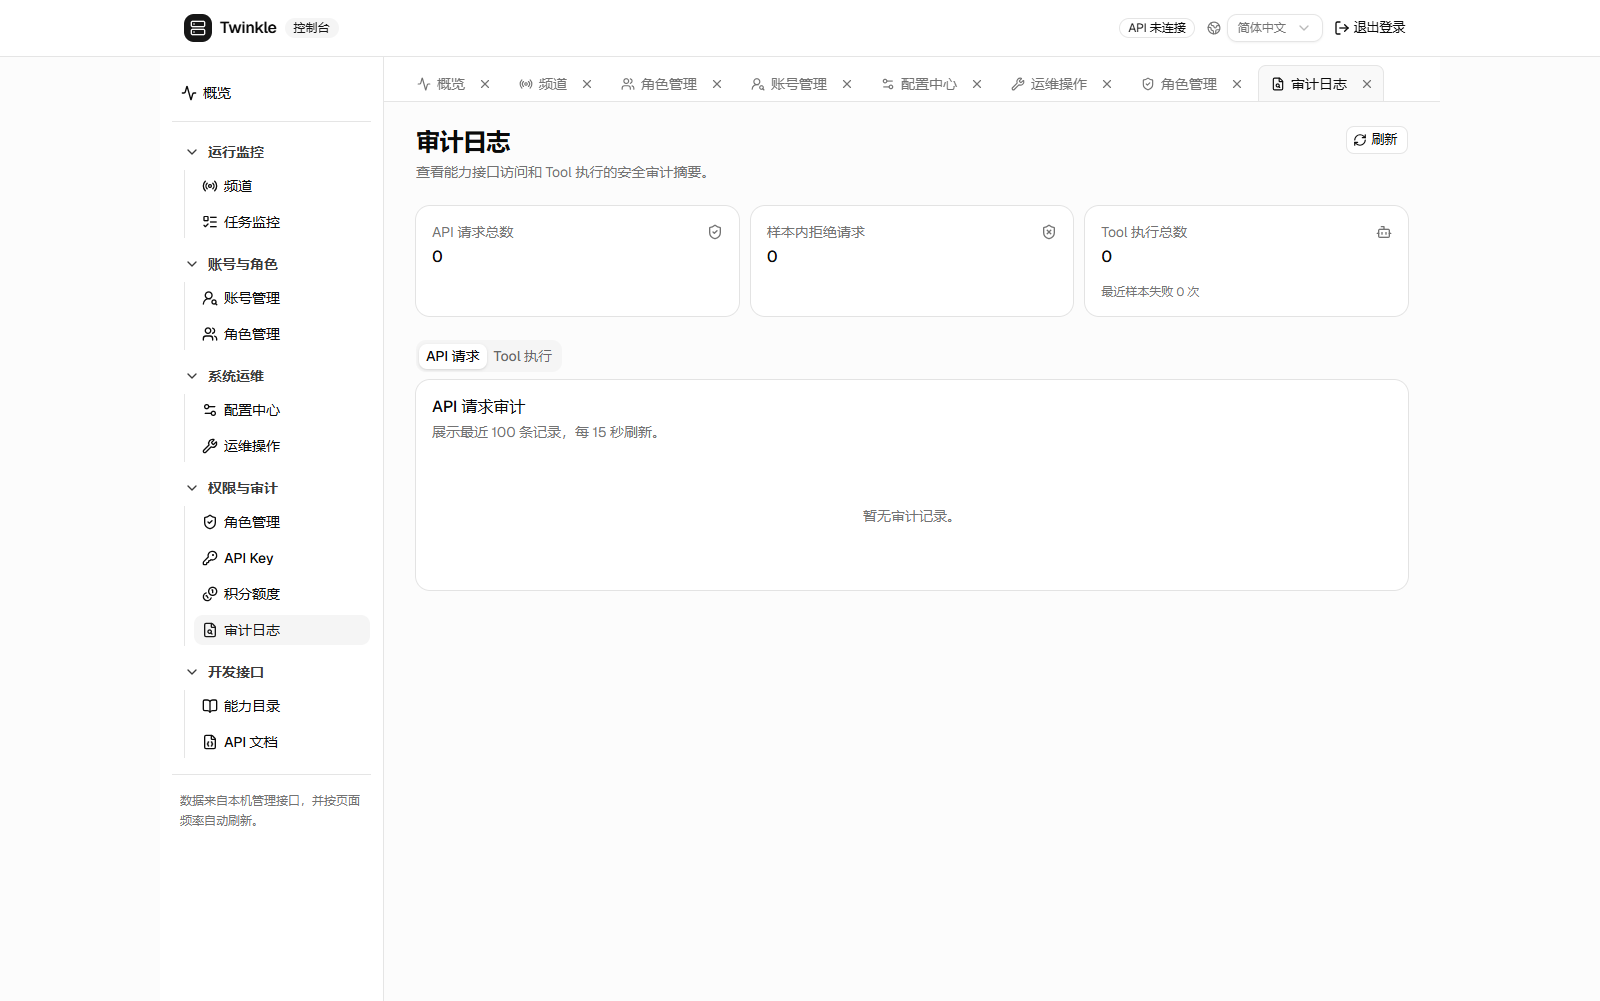 Twinkle 控制台
API 未连接 简体中文 退出登录
概览 频道 角色管理 账号管理 配置中心 运维操作 角色管理 审计日志
概览
运行监控
频道
任务监控
账号与角色
账号管理
角色管理
系统运维
配置中心
运维操作
权限与审计
角色管理
API Key
积分额度
审计日志
开发接口
能力目录
API 文档
数据来自本机管理接口，并按页面
频率自动刷新。
审计日志
刷新
查看能力接口访问和 Tool 执行的安全审计摘要。
API 请求总数
0
样本内拒绝请求
0
Tool 执行总数
0
最近样本失败 0 次
API 请求 Tool 执行
API 请求审计
展示最近 100 条记录，每 15 秒刷新。
暂无审计记录。